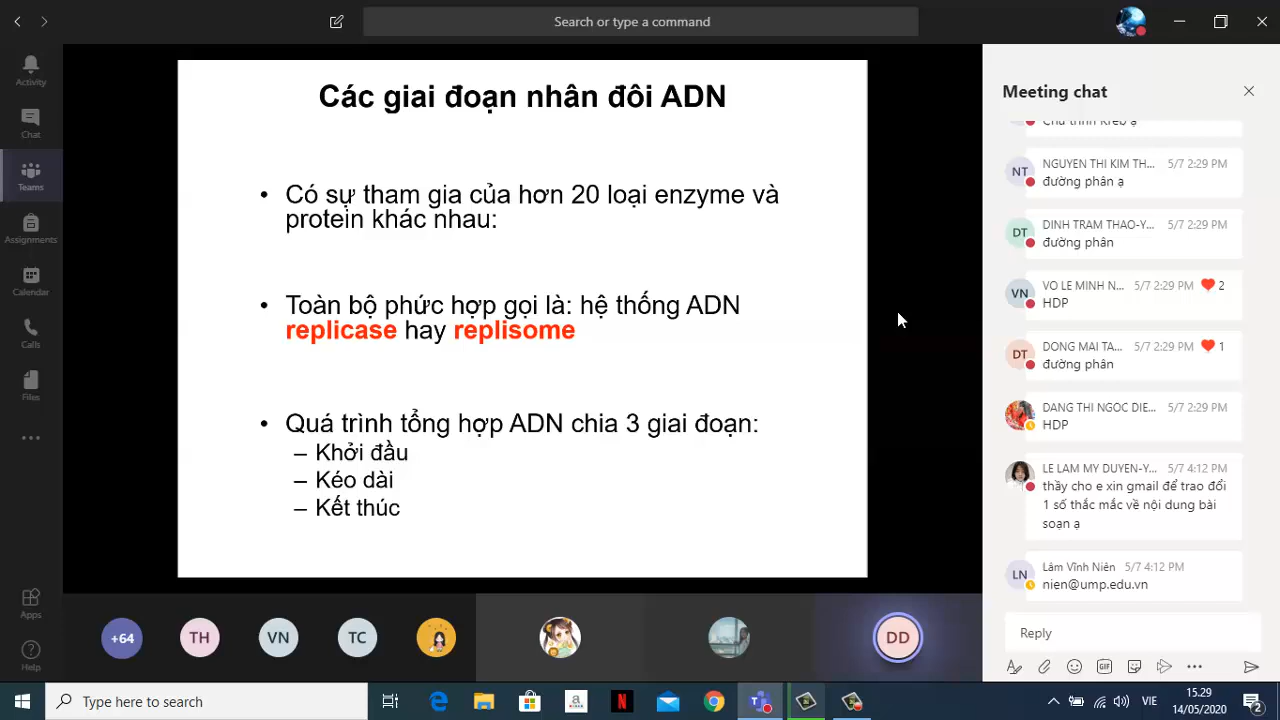 Search or type a command
Activity
Chat
Teams
Assignments
Calendar
Calls
Files
Apps
Help
Các giai đoạn nhân đôi ADN
• Có sự tham gia của hơn 20 loại enzyme và
protein khác nhau:
• Toàn bộ phức hợp gọi là: hệ thống ADN
replicase hay replisome
• Quá trình tổng hợp ADN chia 3 giai đoạn:
– Khởi đầu
– Kéo dài
– Kết thúc
+64
TH
VN
TC
DD
Meeting chat
Chu trình Kreb ạ
NT
NGUYEN THI KIM TH... 5/7 2:29 PM
đường phân ạ
DT
DINH TRAM THAO-Y... 5/7 2:29 PM
đường phân
VN
VO LE MINH N... 5/7 2:29 PM 2
HDP
DT
DONG MAI TA... 5/7 2:29 PM 1
đường phân
DANG THI NGOC DIE... 5/7 2:29 PM
HDP
LE LAM MY DUYEN-Y... 5/7 4:12 PM
thầy cho e xin gmail để trao đổi
1 số thắc mắc về nội dung bài
soạn ạ
LN
Lâm Vĩnh Niên 5/7 4:12 PM
nien@ump.edu.vn
Reply
GIF
Type here to search
a
N
VIE
15.29
14/05/2020
2